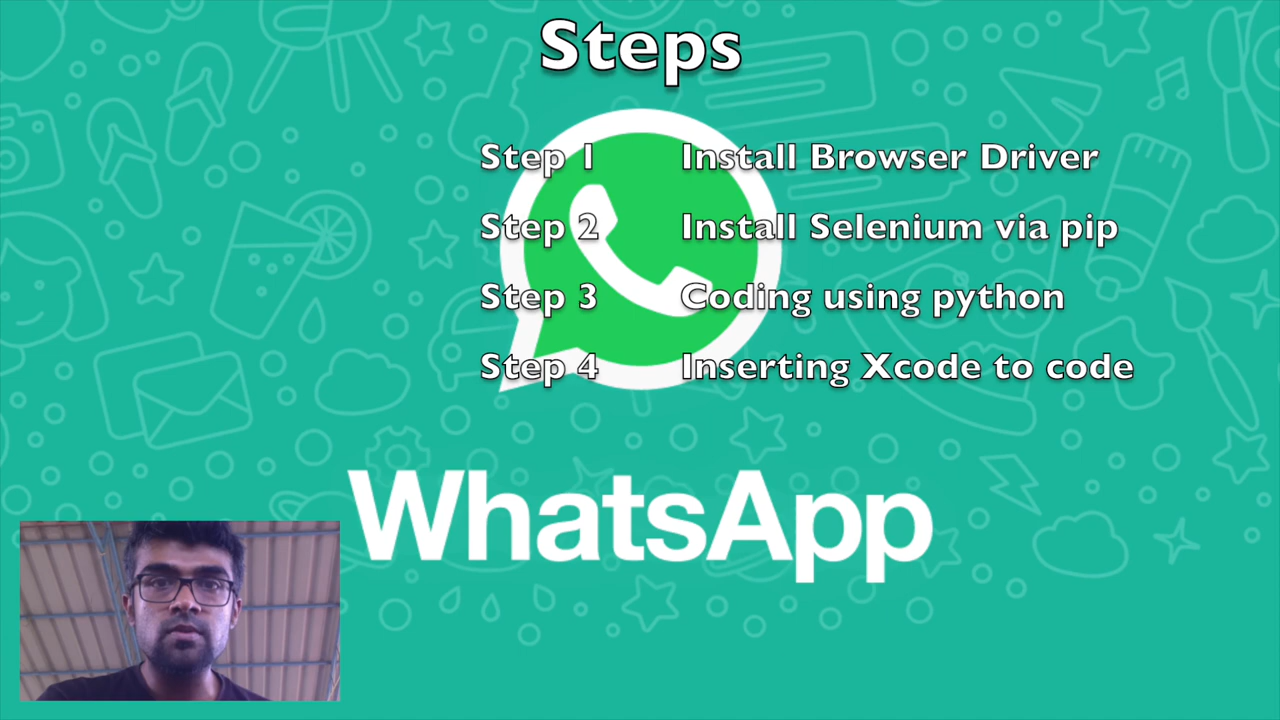 Steps
Step 1 Install Browser Driver
Step 2 Install Selenium via pip
Step 3 Coding using python
Step 4 Inserting Xcode to code
WhatsApp